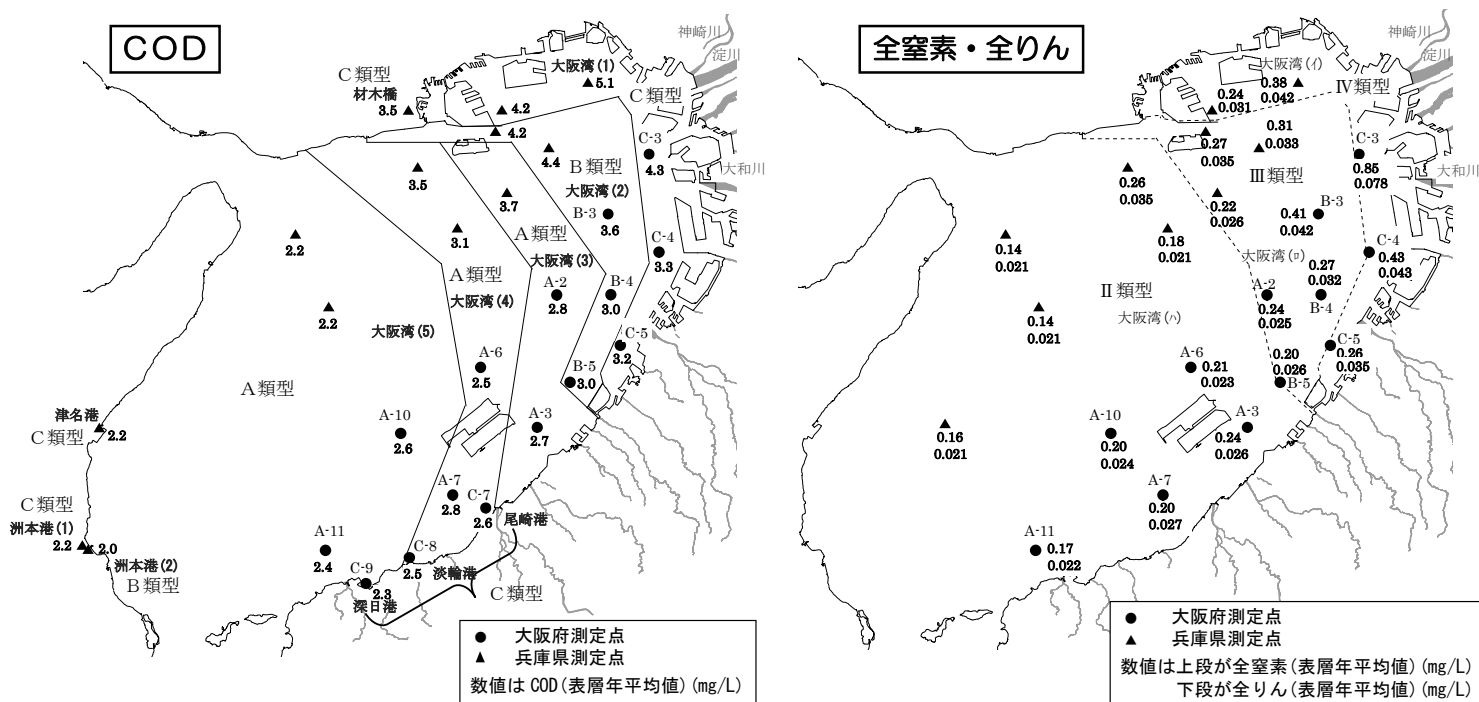 COD
C類型
材木橋
3.5
大阪湾(1)
5.1
C類型
4.2
4.2
4.4
B類型
大阪湾(2)
B-3
3.6
C-3
4.3
神崎川
淀川
大和川
3.5
3.7
3.1
A類型
大阪湾(3)
A類型
大阪湾(4)
A-2
2.8
B-4
3.0
C-4
3.3
2.2
2.2
大阪湾(5)
A類型
A-6
2.5
C-5
3.2
B-5
3.0
津名港
C類型
2.2
A-10
2.6
A-3
2.7
A-7
2.8
C-7
2.6
尾崎港
C類型
洲本港(1)
2.2
2.0
洲本港(2)
B類型
A-11
2.4
C-8
2.5
淡輪港
C-9
2.3
深日港
C類型
● 大阪府測定点
▲ 兵庫県測定点
数値は COD(表層年平均値)(mg/L)
全窒素・全りん
神崎川
淀川
大和川
大阪湾(イ)
0.38
0.042
Ⅳ類型
0.24
0.031
0.27
0.035
0.31
0.033
Ⅲ類型
C-3
0.85
0.078
0.26
0.035
0.22
0.026
B-3
0.41
0.042
0.14
0.021
0.18
0.021
大阪湾(ロ)
C-4
0.43
0.043
Ⅱ類型
大阪湾(ハ)
A-2
0.24
0.025
0.27
0.032
B-4
0.14
0.021
A-6
0.21
0.023
0.20
0.026
B-5
C-5
0.26
0.035
0.16
0.021
A-10
0.20
0.024
A-3
0.24
0.026
A-7
0.20
0.027
A-11
0.17
0.022
● 大阪府測定点
▲ 兵庫県測定点
数値は上段が全窒素(表層年平均値)(mg/L)
下段が全りん(表層年平均値)(mg/L)